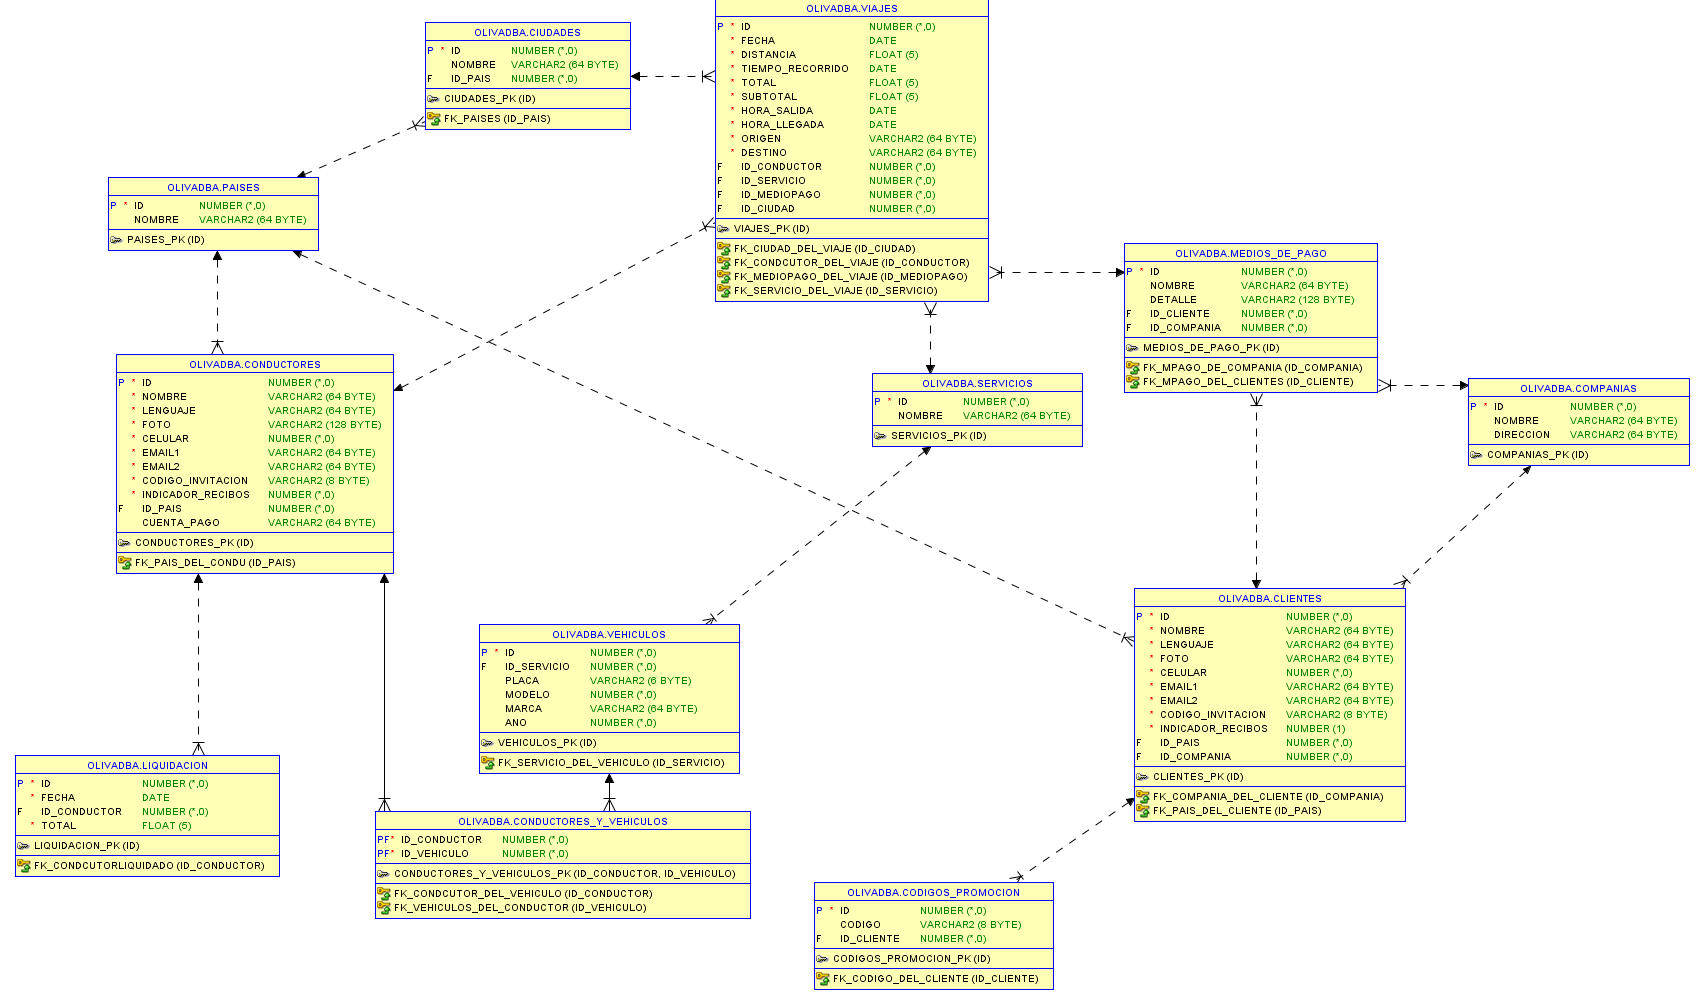 OLIVADBA.VIAJES
P * ID NUMBER (*,0)
* FECHA DATE
* DISTANCIA FLOAT (5)
* TIEMPO_RECORRIDO DATE
* TOTAL FLOAT (5)
* SUBTOTAL FLOAT (5)
* HORA_SALIDA DATE
* HORA_LLEGADA DATE
* ORIGEN VARCHAR2 (64 BYTE)
* DESTINO VARCHAR2 (64 BYTE)
F ID_CONDUCTOR NUMBER (*,0)
F ID_SERVICIO NUMBER (*,0)
F ID_MEDIOPAGO NUMBER (*,0)
F ID_CIUDAD NUMBER (*,0)
VIAJES_PK (ID)
FK_CIUDAD_DEL_VIAJE (ID_CIUDAD)
FK_CONDCUTOR_DEL_VIAJE (ID_CONDUCTOR)
FK_MEDIOPAGO_DEL_VIAJE (ID_MEDIOPAGO)
FK_SERVICIO_DEL_VIAJE (ID_SERVICIO)
OLIVADBA.CIUDADES
P * ID NUMBER (*,0)
NOMBRE VARCHAR2 (64 BYTE)
F ID_PAIS NUMBER (*,0)
CIUDADES_PK (ID)
FK_PAISES (ID_PAIS)
OLIVADBA.PAISES
P * ID NUMBER (*,0)
NOMBRE VARCHAR2 (64 BYTE)
PAISES_PK (ID)
OLIVADBA.MEDIOS_DE_PAGO
P * ID NUMBER (*,0)
NOMBRE VARCHAR2 (64 BYTE)
DETALLE VARCHAR2 (128 BYTE)
F ID_CLIENTE NUMBER (*,0)
F ID_COMPANIA NUMBER (*,0)
MEDIOS_DE_PAGO_PK (ID)
FK_MPAGO_DE_COMPANIA (ID_COMPANIA)
FK_MPAGO_DEL_CLIENTES (ID_CLIENTE)
OLIVADBA.CONDUCTORES
P * ID NUMBER (*,0)
* NOMBRE VARCHAR2 (64 BYTE)
* LENGUAJE VARCHAR2 (64 BYTE)
* FOTO VARCHAR2 (128 BYTE)
* CELULAR NUMBER (*,0)
* EMAIL1 VARCHAR2 (64 BYTE)
* EMAIL2 VARCHAR2 (64 BYTE)
* CODIGO_INVITACION VARCHAR2 (8 BYTE)
* INDICADOR_RECIBOS NUMBER (*,0)
F ID_PAIS NUMBER (*,0)
CUENTA_PAGO VARCHAR2 (64 BYTE)
CONDUCTORES_PK (ID)
FK_PAIS_DEL_CONDU (ID_PAIS)
OLIVADBA.SERVICIOS
P * ID NUMBER (*,0)
NOMBRE VARCHAR2 (64 BYTE)
SERVICIOS_PK (ID)
OLIVADBA.COMPANIAS
P * ID NUMBER (*,0)
NOMBRE VARCHAR2 (64 BYTE)
DIRECCION VARCHAR2 (64 BYTE)
COMPANIAS_PK (ID)
OLIVADBA.CLIENTES
P * ID NUMBER (*,0)
* NOMBRE VARCHAR2 (64 BYTE)
* LENGUAJE VARCHAR2 (64 BYTE)
* FOTO VARCHAR2 (64 BYTE)
* CELULAR NUMBER (*,0)
* EMAIL1 VARCHAR2 (64 BYTE)
* EMAIL2 VARCHAR2 (64 BYTE)
* CODIGO_INVITACION VARCHAR2 (8 BYTE)
* INDICADOR_RECIBOS NUMBER (1)
F ID_PAIS NUMBER (*,0)
F ID_COMPANIA NUMBER (*,0)
CLIENTES_PK (ID)
FK_COMPANIA_DEL_CLIENTE (ID_COMPANIA)
FK_PAIS_DEL_CLIENTE (ID_PAIS)
OLIVADBA.VEHICULOS
P * ID NUMBER (*,0)
F ID_SERVICIO NUMBER (*,0)
PLACA VARCHAR2 (6 BYTE)
MODELO NUMBER (*,0)
MARCA VARCHAR2 (64 BYTE)
ANO NUMBER (*,0)
VEHICULOS_PK (ID)
FK_SERVICIO_DEL_VEHICULO (ID_SERVICIO)
OLIVADBA.LIQUIDACION
P * ID NUMBER (*,0)
* FECHA DATE
F ID_CONDUCTOR NUMBER (*,0)
* TOTAL FLOAT (5)
LIQUIDACION_PK (ID)
FK_CONDCUTORLIQUIDADO (ID_CONDUCTOR)
OLIVADBA.CONDUCTORES_Y_VEHICULOS
PF* ID_CONDUCTOR NUMBER (*,0)
PF* ID_VEHICULO NUMBER (*,0)
CONDUCTORES_Y_VEHICULOS_PK (ID_CONDUCTOR, ID_VEHICULO)
FK_CONDCUTOR_DEL_VEHICULO (ID_CONDUCTOR)
FK_VEHICULOS_DEL_CONDUCTOR (ID_VEHICULO)
OLIVADBA.CODIGOS_PROMOCION
P * ID NUMBER (*,0)
CODIGO VARCHAR2 (8 BYTE)
F ID_CLIENTE NUMBER (*,0)
CODIGOS_PROMOCION_PK (ID)
FK_CODIGO_DEL_CLIENTE (ID_CLIENTE)